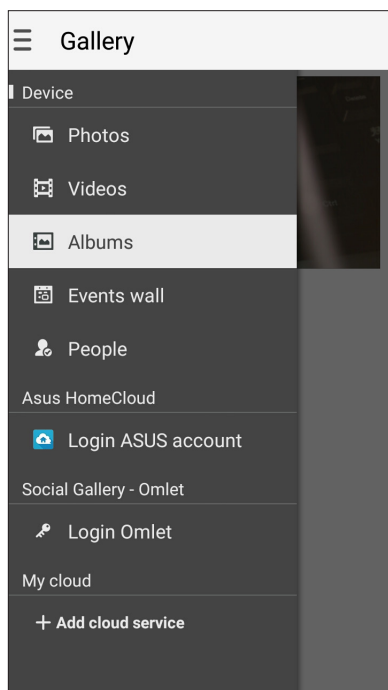 Gallery
Device
Photos
Videos
Albums
Events wall
People
Asus HomeCloud
Login ASUS account
Social Gallery - Omlet
Login Omlet
My cloud
+ Add cloud service